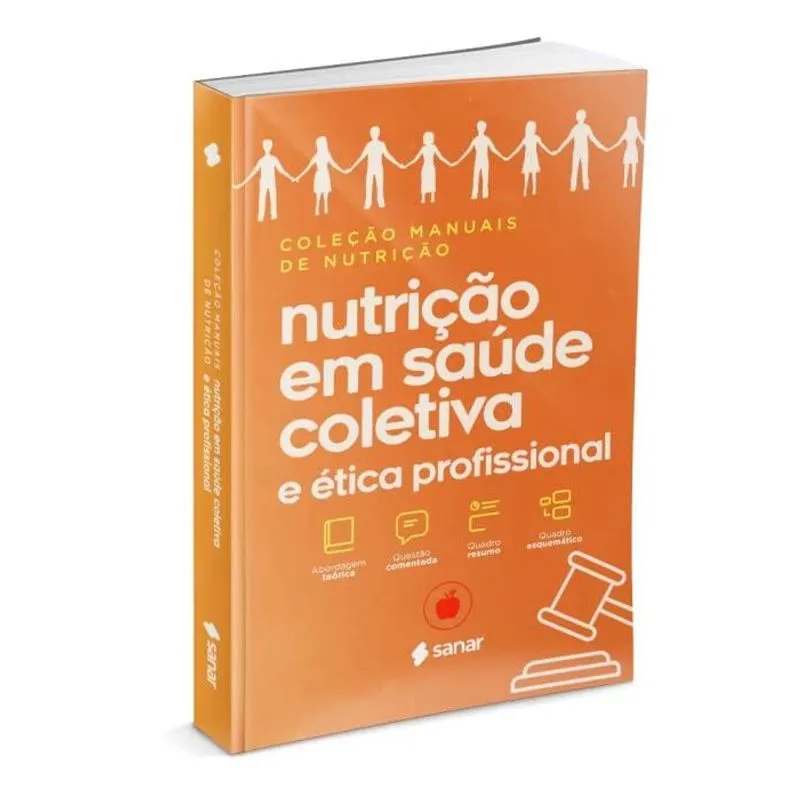 COLEÇÃO MANUAIS
DE NUTRIÇÃO
nutrição
em saúde
coletiva
e ética profissional
Abordagem
teórica
Questão
comentada
Quadro
resumo
Quadro
esquemático
sanar
COLEÇÃO MANUAIS
DE NUTRIÇÃO
nutrição em saúde coletiva
e ética profissional
sanar